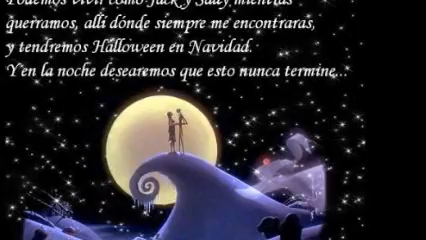 Podemos vivir como Jack y Sally mientras
querramos, allí dónde siempre me encontraras,
y tendremos Halloween en Navidad.
Y en la noche desearemos que esto nunca termine...